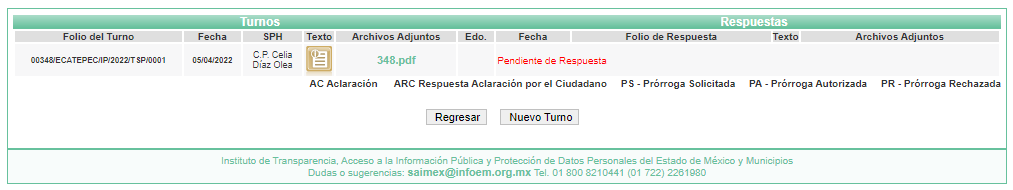 Turnos Respuestas
Folio del Turno Fecha SPH Texto Archivos Adjuntos Edo. Fecha Folio de Respuesta Texto Archivos Adjuntos
00348/ECATEPEC/IP/2022/TSP/0001 05/04/2022 C.P. Celia Díaz Olea 348.pdf Pendiente de Respuesta
AC Aclaración ARC Respuesta Aclaración por el Ciudadano PS - Prórroga Solicitada PA - Prórroga Autorizada PR - Prórroga Rechazada
Regresar Nuevo Turno
Instituto de Transparencia, Acceso a la Información Pública y Protección de Datos Personales del Estado de México y Municipios
Dudas o sugerencias: saimex@infoem.org.mx Tel. 01 800 8210441 (01 722) 2261980